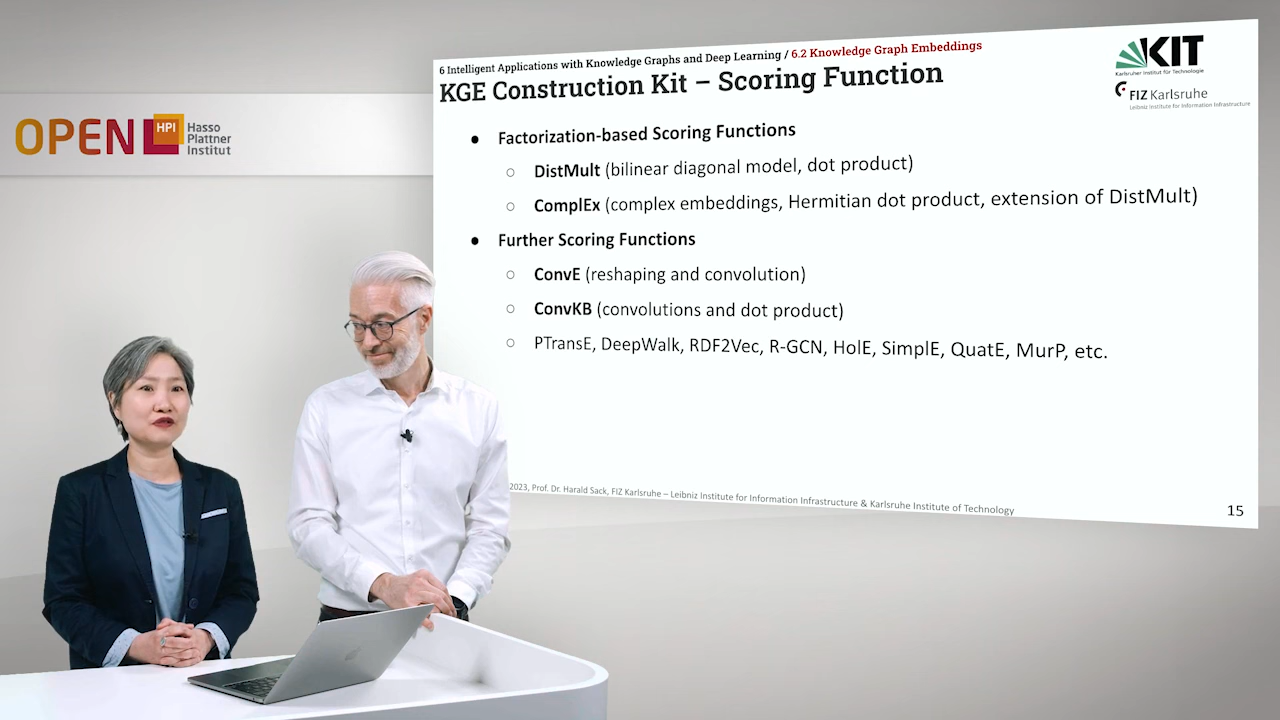 OPEN HPI Hasso
Plattner
Institut
6 Intelligent Applications with Knowledge Graphs and Deep Learning / 6.2 Knowledge Graph Embeddings
KGE Construction Kit – Scoring Function
KIT
Karlsruher Institut für Technologie
FIZ Karlsruhe
Leibniz Institute for Information Infrastructure
● Factorization-based Scoring Functions
○ DistMult (bilinear diagonal model, dot product)
○ ComplEx (complex embeddings, Hermitian dot product, extension of DistMult)
● Further Scoring Functions
○ ConvE (reshaping and convolution)
○ ConvKB (convolutions and dot product)
○ PTransE, DeepWalk, RDF2Vec, R-GCN, HolE, SimplE, QuatE, MurP, etc.
2023, Prof. Dr. Harald Sack, FIZ Karlsruhe – Leibniz Institute for Information Infrastructure & Karlsruhe Institute of Technology
15